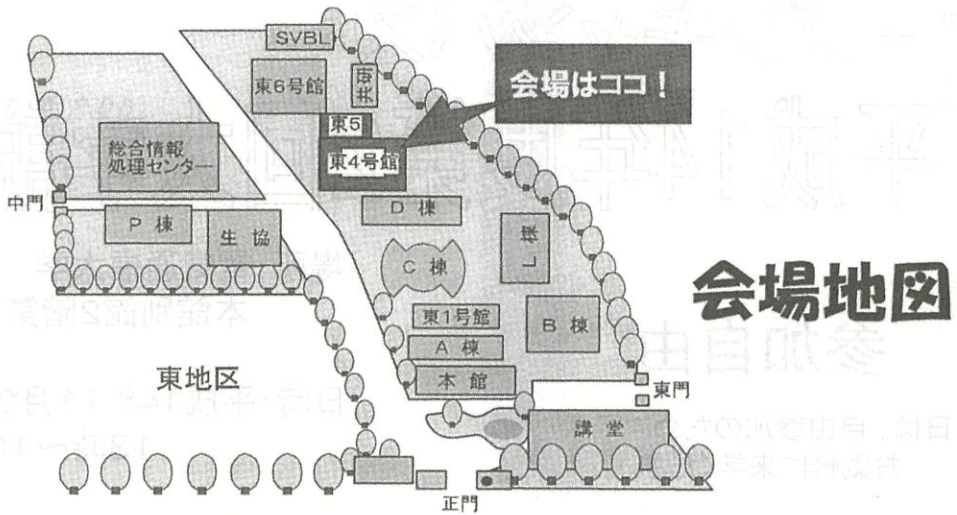 SVBL
東6号館
会場はココ！
東5
東4号館
総合情報
処理センター
中門
P 棟
生 協
D 棟
L 棟
C 棟
会場地図
東1号館
B 棟
A 棟
本 館
東地区
東門
講 堂
正門